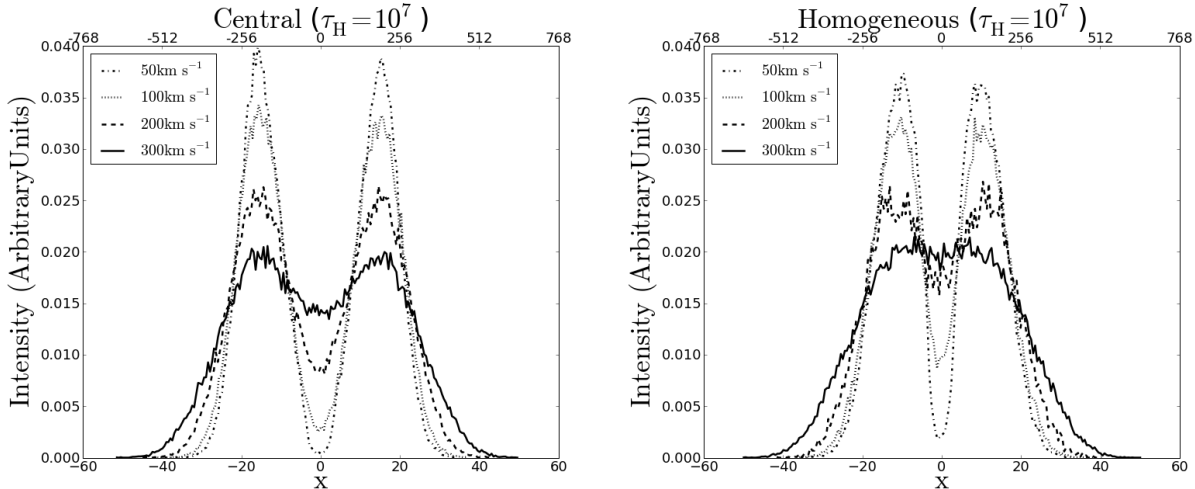 Central (τH=10⁷)
-768 -512 -256 0 256 512 768
50km s⁻¹
100km s⁻¹
200km s⁻¹
300km s⁻¹
Intensity (ArbitraryUnits)
0.040
0.035
0.030
0.025
0.020
0.015
0.010
0.005
0.000
−60 −40 −20 0 20 40 60
x
Homogeneous (τH=10⁷)
-768 -512 -256 0 256 512 768
50km s⁻¹
100km s⁻¹
200km s⁻¹
300km s⁻¹
Intensity (ArbitraryUnits)
0.040
0.035
0.030
0.025
0.020
0.015
0.010
0.005
0.000
−60 −40 −20 0 20 40 60
x